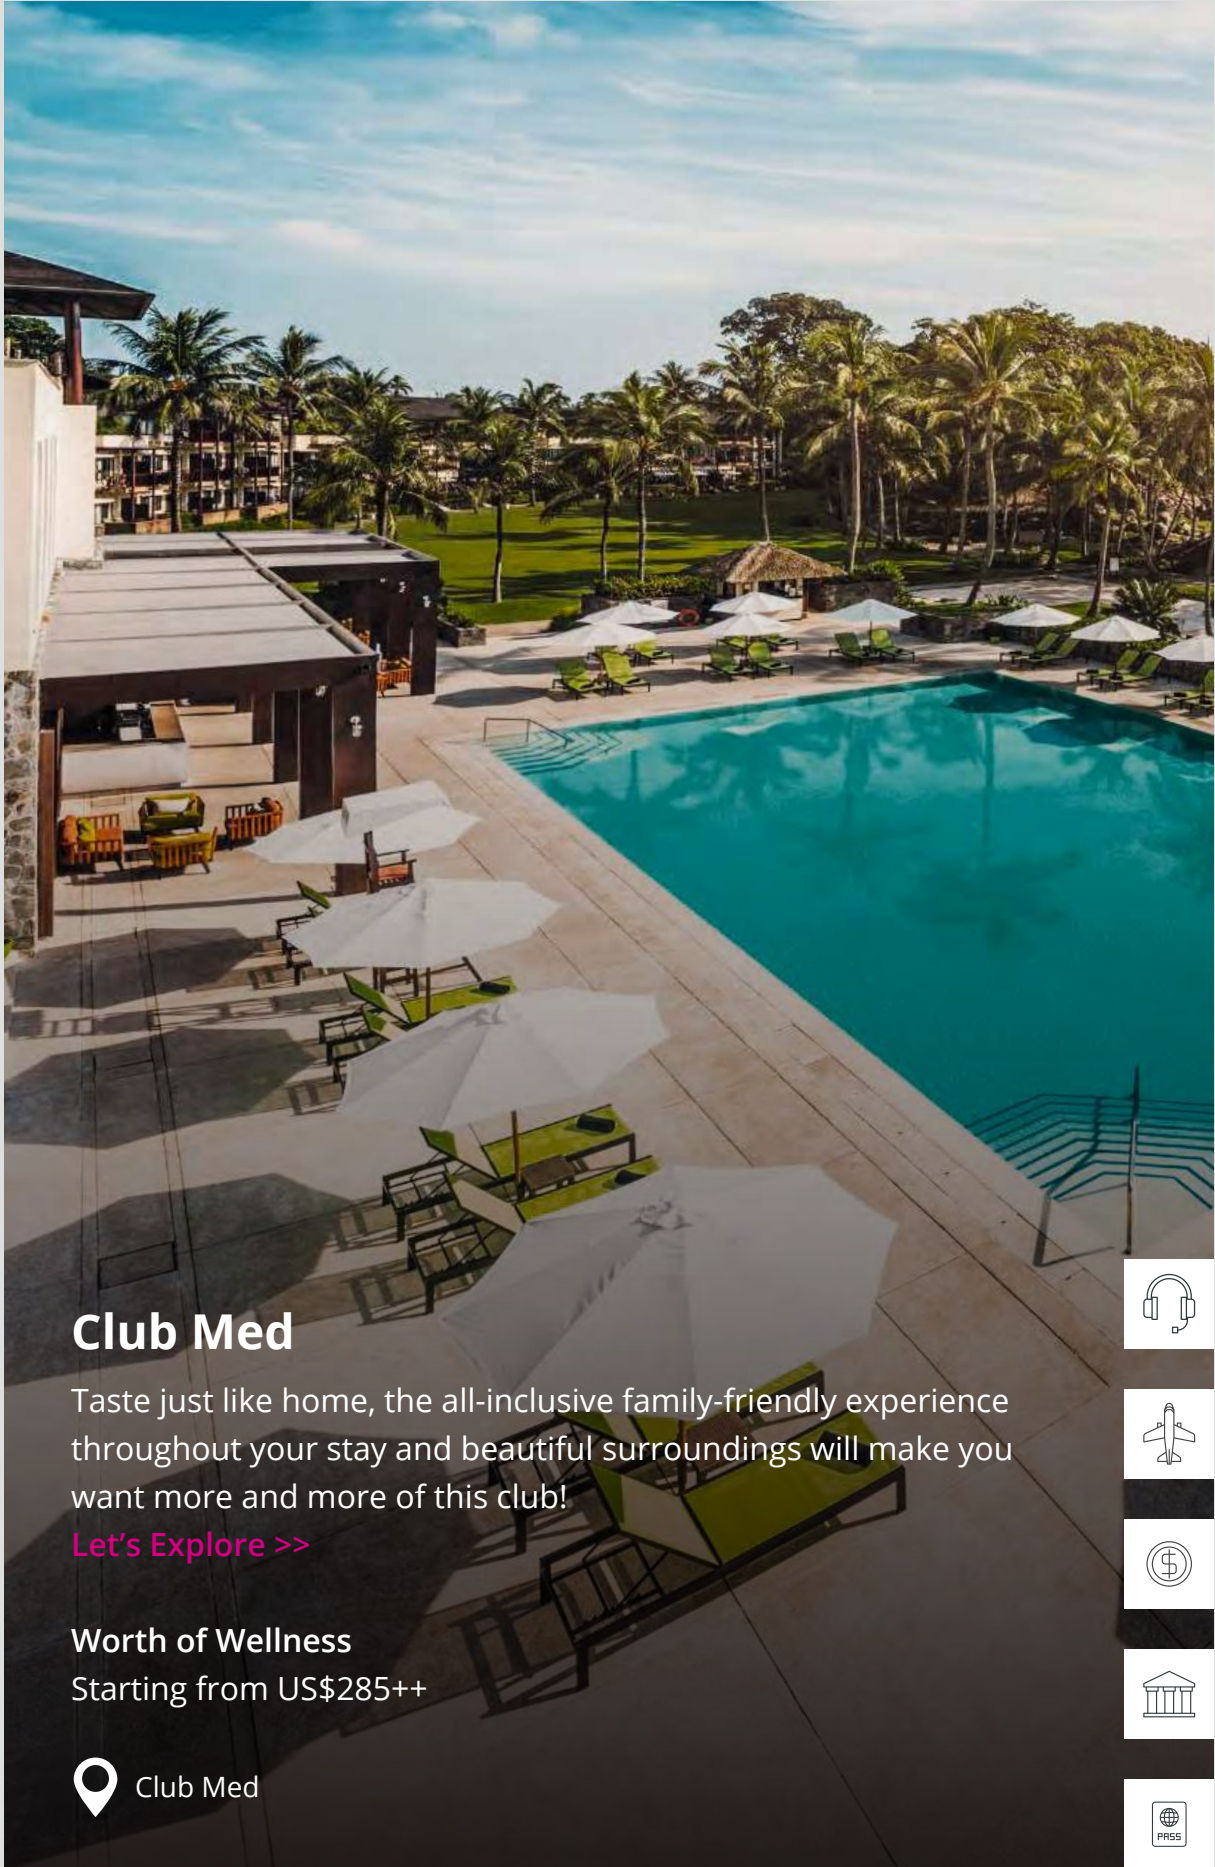 Club Med
Taste just like home, the all-inclusive family-friendly experience
throughout your stay and beautiful surroundings will make you
want more and more of this club!
Let’s Explore >>
Worth of Wellness
Starting from US$285++
Club Med
PASS